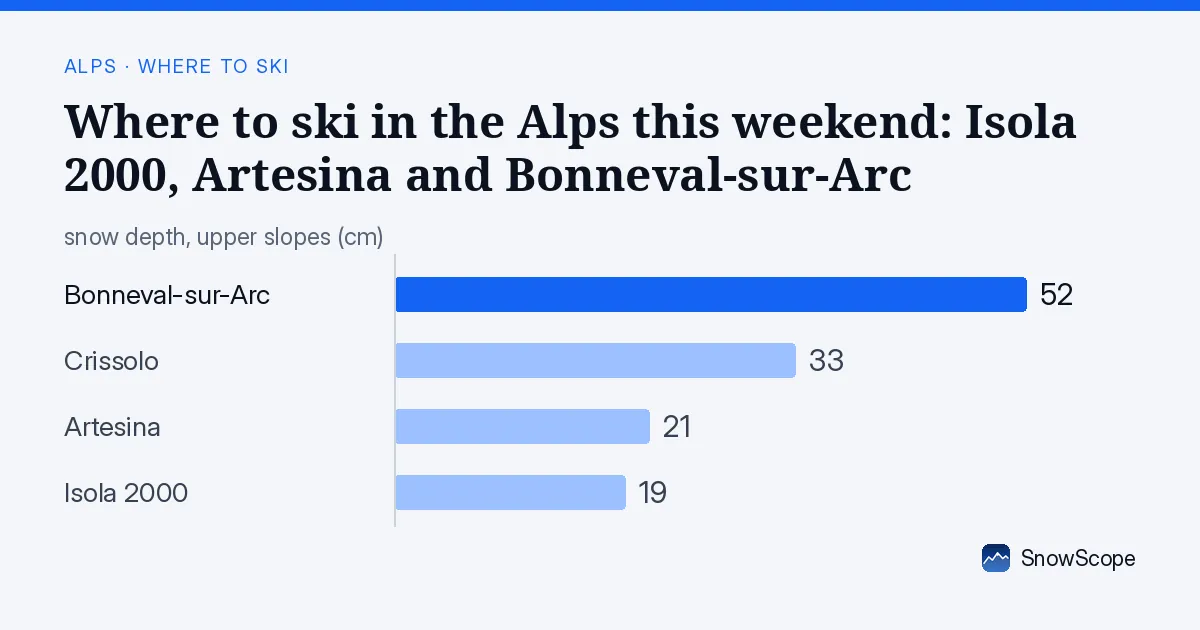 ALPS · WHERE TO SKI
Where to ski in the Alps this weekend: Isola
2000, Artesina and Bonneval-sur-Arc
snow depth, upper slopes (cm)
Bonneval-sur-Arc 52
Crissolo 33
Artesina 21
Isola 2000 19
SnowScope